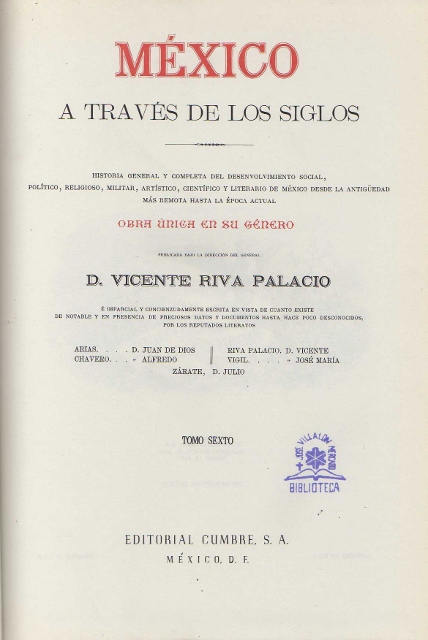 MÉXICO
A TRAVÉS DE LOS SIGLOS
HISTORIA GENERAL Y COMPLETA DEL DESENVOLVIMIENTO SOCIAL,
POLÍTICO, RELIGIOSO, MILITAR, ARTÍSTICO, CIENTÍFICO Y LITERARIO DE MÉXICO DESDE LA ANTIGÜEDAD
MÁS REMOTA HASTA LA ÉPOCA ACTUAL
OBRA ÚNICA EN SU GÉNERO
PUBLICADA BAJO LA DIRECCIÓN DEL GENERAL
D. VICENTE RIVA PALACIO
É IMPARCIAL Y CONCIENZUDAMENTE ESCRITA EN VISTA DE CUANTO EXISTE
DE NOTABLE Y EN PRESENCIA DE PRECIOSOS DATOS Y DOCUMENTOS HASTA HACE POCO DESCONOCIDOS,
POR LOS REPUTADOS LITERATOS
ARIAS. . . . . D. JUAN DE DIOS
CHAVERO. . . » ALFREDO
RIVA PALACIO. D. VICENTE
VIGIL. . . . . » JOSÉ MARÍA
ZÁRATE, D. JULIO
TOMO SEXTO
JOSE VILLALON MERCADO
BIBLIOTECA
EDITORIAL CUMBRE, S. A.
MÉXICO, D. F.